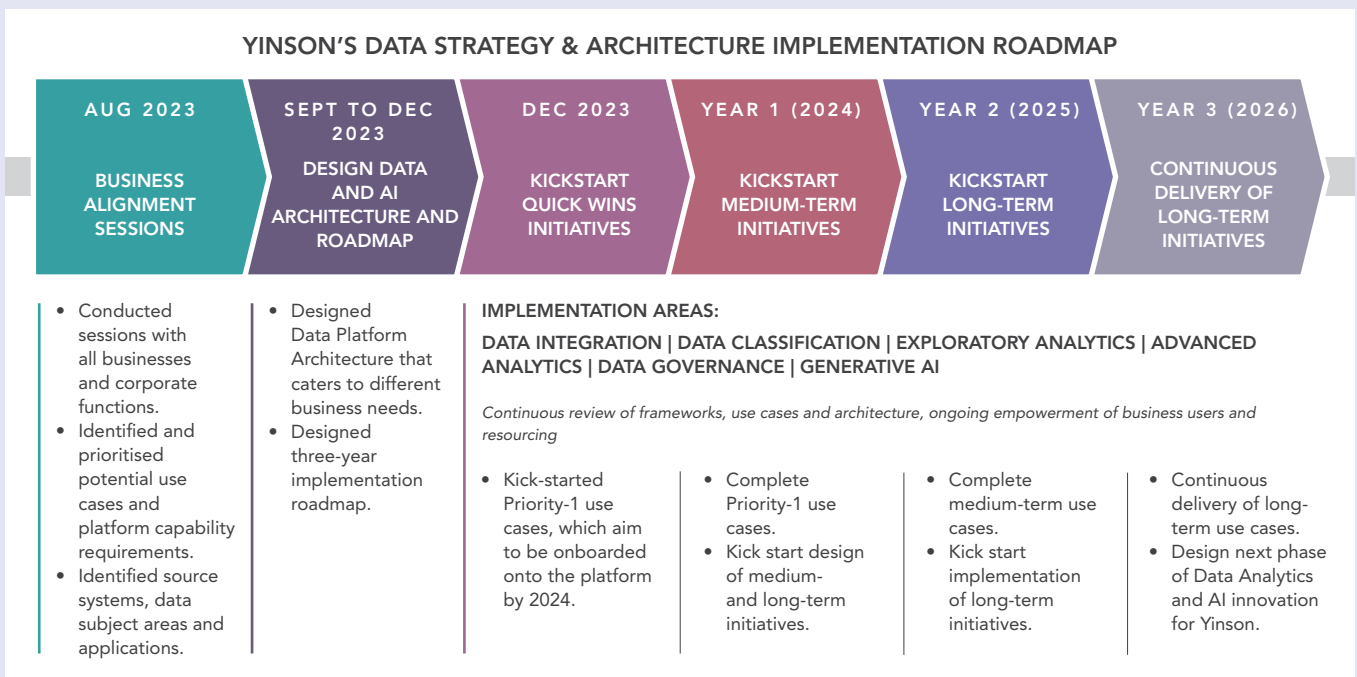 YINSON'S DATA STRATEGY & ARCHITECTURE IMPLEMENTATION ROADMAP
AUG 2023
BUSINESS
ALIGNMENT
SESSIONS
SEPT TO DEC
2023
DESIGN DATA
AND AI
ARCHITECTURE AND
ROADMAP
DEC 2023
KICKSTART
QUICK WINS
INITIATIVES
YEAR 1 (2024)
KICKSTART
MEDIUM-TERM
INITIATIVES
YEAR 2 (2025)
KICKSTART
LONG-TERM
INITIATIVES
YEAR 3 (2026)
CONTINUOUS
DELIVERY OF
LONG-TERM
INITIATIVES
• Conducted
sessions with
all businesses
and corporate
functions.
• Identified and
prioritised
potential use
cases and
platform capability
requirements.
• Identified source
systems, data
subject areas and
applications.
• Designed
Data Platform
Architecture that
caters to different
business needs.
• Designed
three-year
implementation
roadmap.
IMPLEMENTATION AREAS:
DATA INTEGRATION | DATA CLASSIFICATION | EXPLORATORY ANALYTICS | ADVANCED
ANALYTICS | DATA GOVERNANCE | GENERATIVE AI
Continuous review of frameworks, use cases and architecture, ongoing empowerment of business users and
resourcing
• Kick-started
Priority-1 use
cases, which aim
to be onboarded
onto the platform
by 2024.
• Complete
Priority-1 use
cases.
• Kick start design
of medium-
and long-term
initiatives.
• Complete
medium-term use
cases.
• Kick start
implementation
of long-term
initiatives.
• Continuous
delivery of long-
term use cases.
• Design next phase
of Data Analytics
and AI innovation
for Yinson.